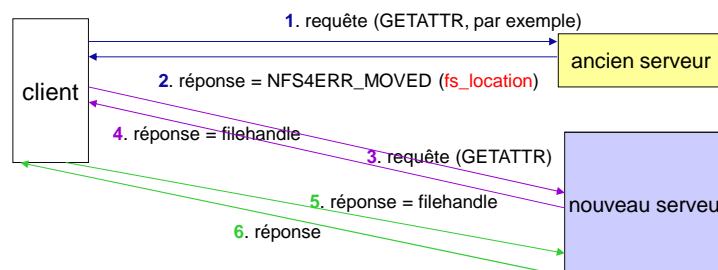 1. requête (GETATTR, par exemple)
ancien serveur
2. réponse = NFS4ERR_MOVED (fs_location)
client
4. réponse = filehandle
3. requête (GETATTR)
5. réponse = filehandle
nouveau serveu
6. réponse